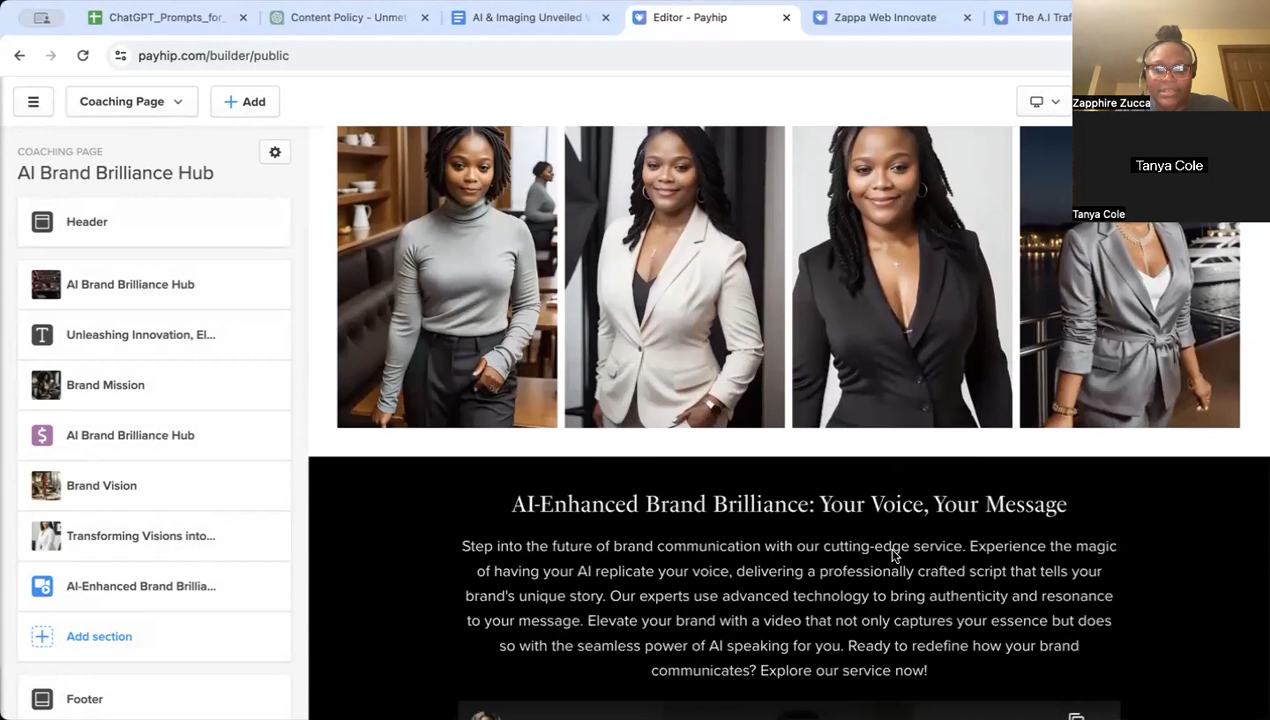 ChatGPT_Prompts_for_
Content Policy - Unmet
AI & Imaging Unveiled V
Editor - Payhip
Zappa Web Innovate
The A.I Traf
payhip.com/builder/public
Coaching Page
Add
Zapphire Zucca
Tanya Cole
Tanya Cole
COACHING PAGE
AI Brand Brilliance Hub
Header
AI Brand Brilliance Hub
Unleashing Innovation, El...
Brand Mission
AI Brand Brilliance Hub
Brand Vision
Transforming Visions into...
AI-Enhanced Brand Brillia...
Add section
Footer
AI-Enhanced Brand Brilliance: Your Voice, Your Message
Step into the future of brand communication with our cutting-edge service. Experience the magic
of having your AI replicate your voice, delivering a professionally crafted script that tells your
brand's unique story. Our experts use advanced technology to bring authenticity and resonance
to your message. Elevate your brand with a video that not only captures your essence but does
so with the seamless power of AI speaking for you. Ready to redefine how your brand
communicates? Explore our service now!